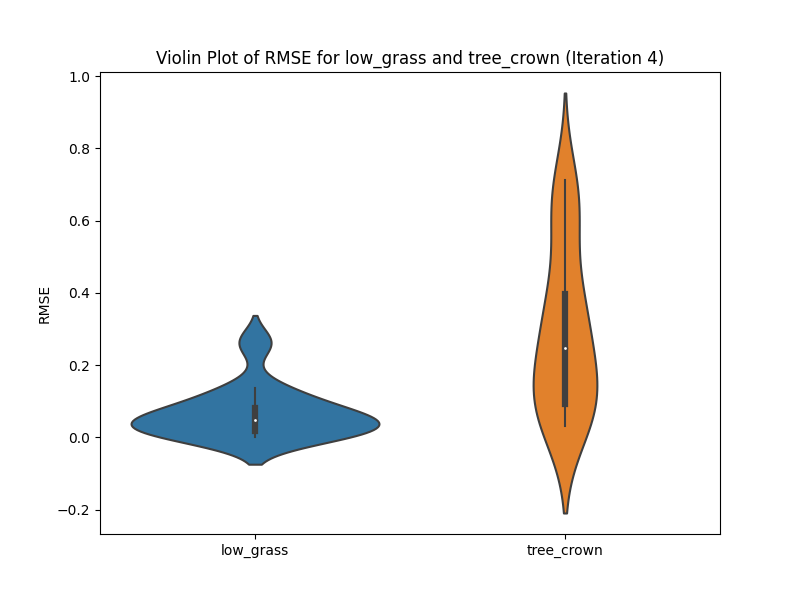 Violin Plot of RMSE for low_grass and tree_crown (Iteration 4)
1.0
0.8
0.6
0.4
0.2
0.0
−0.2
RMSE
low_grass
tree_crown